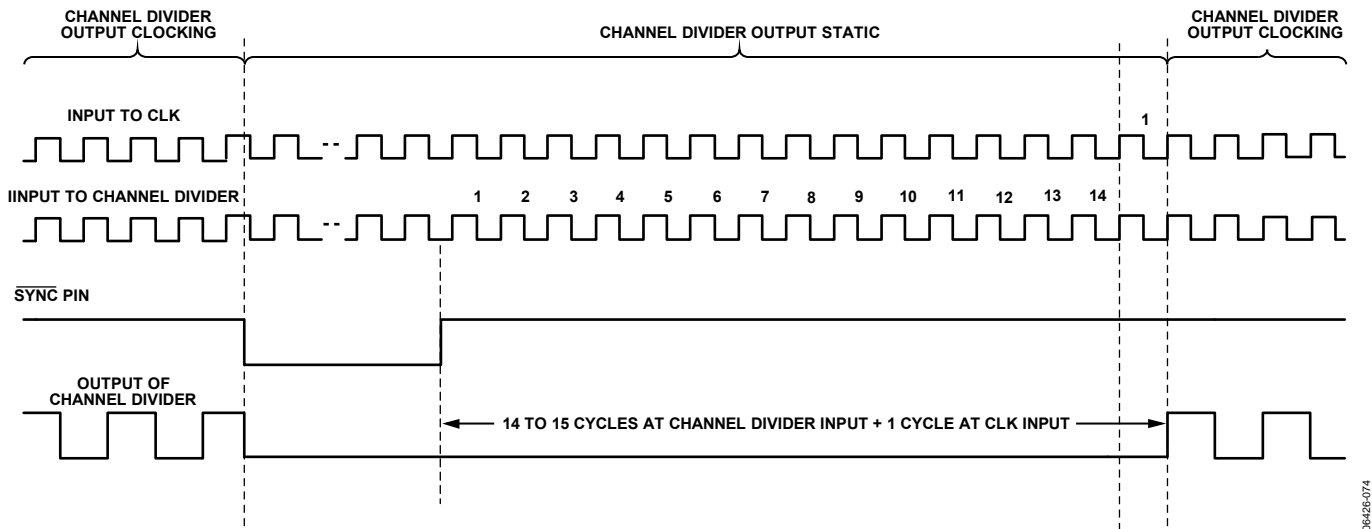 CHANNEL DIVIDER
OUTPUT CLOCKING
CHANNEL DIVIDER OUTPUT STATIC
CHANNEL DIVIDER
OUTPUT CLOCKING
INPUT TO CLK
1
IINPUT TO CHANNEL DIVIDER
1 2 3 4 5 6 7 8 9 10 11 12 13 14
SYNC PIN
OUTPUT OF
CHANNEL DIVIDER
14 TO 15 CYCLES AT CHANNEL DIVIDER INPUT + 1 CYCLE AT CLK INPUT
06426-074